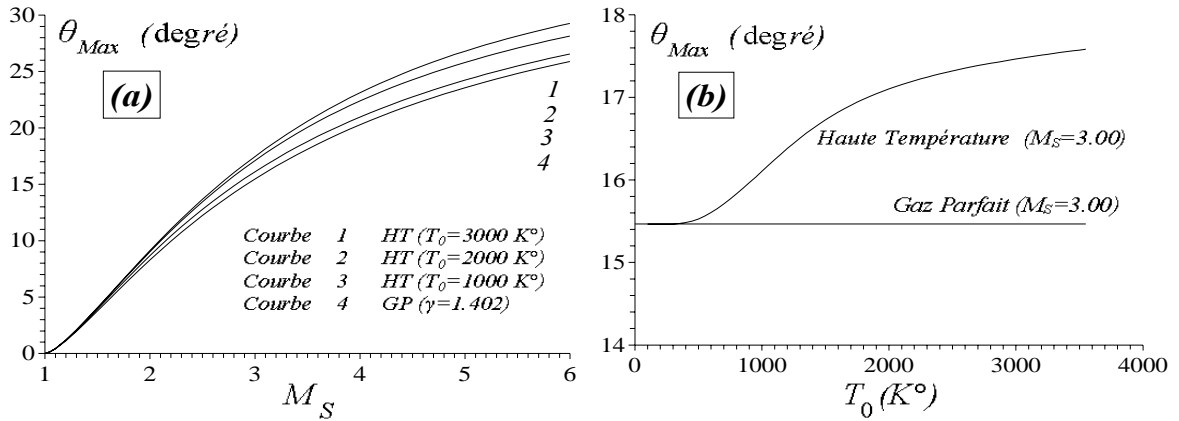 θMax (degré)
(a)
30
25
20
15
10
5
0
1
2
3
4
Courbe 1 HT (T0=3000 K°)
Courbe 2 HT (T0=2000 K°)
Courbe 3 HT (T0=1000 K°)
Courbe 4 GP (γ=1.402)
1 2 3 4 5 6
MS
θMax (degré)
(b)
18
17
16
15
14
Haute Température (MS=3.00)
Gaz Parfait (MS=3.00)
0 1000 2000 3000 4000
T0 (K°)